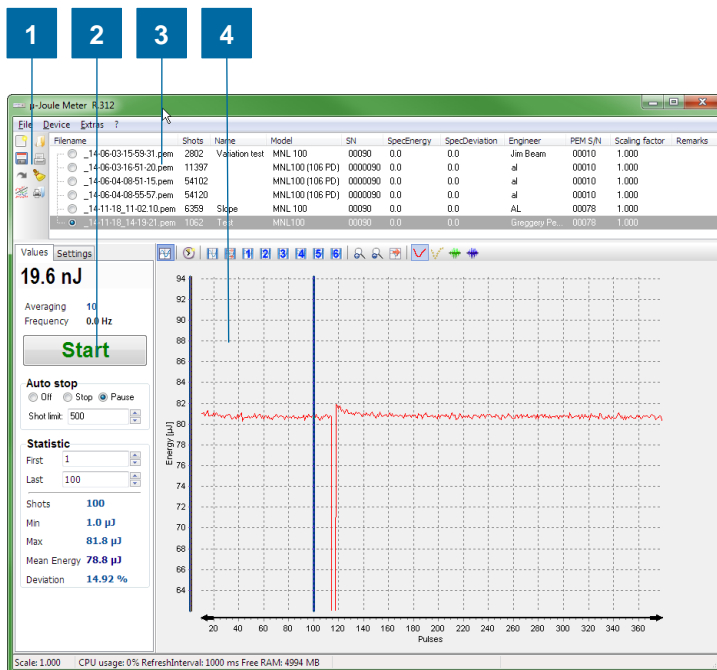 1 2 3 4
µ-Joule Meter R.312
File Device Extras ?
Filename Shots Name Model SN SpecEnergy SpecDeviation Engineer PEM S/N Scaling factor Remarks
_14-06-03-15-59-31.pem 2802 Variation test MNL 100 00090 0.0 0.0 Jim Beam 00010 1.000
_14-06-03-16-51-20.pem 11397 MNL100 (106 PD) 0000090 0.0 0.0 al 00010 1.000
_14-06-04-08-51-15.pem 54102 MNL100 (106 PD) 0000090 0.0 0.0 al 00010 1.000
_14-06-04-08-55-57.pem 54120 MNL100 (106 PD) 0000090 0.0 0.0 al 00010 1.000
_14-11-18_11-02.10.pem 6359 Slope MNL 100 00090 0.0 0.0 AL 00078 1.000
_14-11-18_14-19-21.pem 1062 Test MNL100 00090 0.0 0.0 Greggery Pe... 00078 1.000
Values Settings
1 2 3 4 5 6
19.6 nJ
Averaging 10
Frequency 0.0 Hz
Start
Auto stop
Off Stop Pause
Shot limit: 500
Statistic
First 1
Last 100
Shots 100
Min 1.0 µJ
Max 81.8 µJ
Mean Energy 78.8 µJ
Deviation 14.92 %
Energy [µJ]
94
92
90
88
86
84
82
80
78
76
74
72
70
68
66
64
20 40 60 80 100 120 140 160 180 200 220 240 260 280 300 320 340 360
Pulses
Scale: 1.000 CPU usage: 0% RefreshInterval: 1000 ms Free RAM: 4994 MB